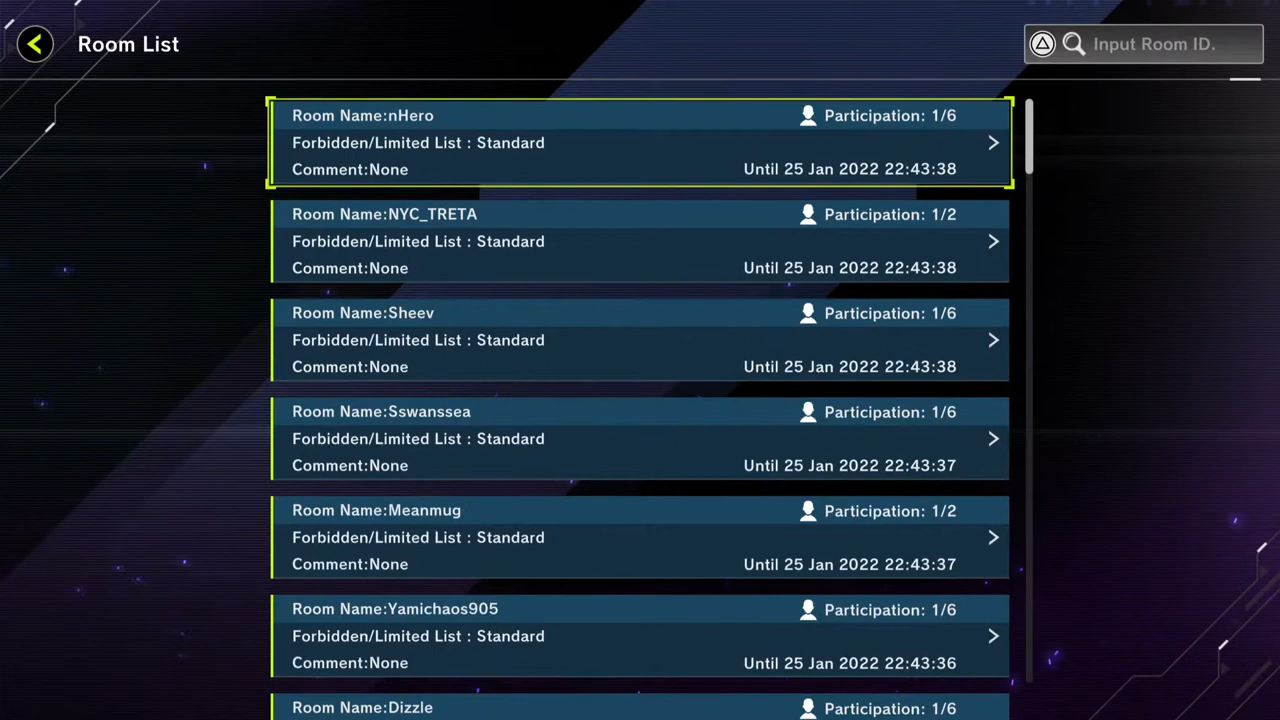 Room List
Input Room ID.
Room Name:nHero
Participation: 1/6
Forbidden/Limited List : Standard
Comment:None
Until 25 Jan 2022 22:43:38
Room Name:NYC_TRETA
Participation: 1/2
Forbidden/Limited List : Standard
Comment:None
Until 25 Jan 2022 22:43:38
Room Name:Sheev
Participation: 1/6
Forbidden/Limited List : Standard
Comment:None
Until 25 Jan 2022 22:43:38
Room Name:Sswanssea
Participation: 1/6
Forbidden/Limited List : Standard
Comment:None
Until 25 Jan 2022 22:43:37
Room Name:Meanmug
Participation: 1/2
Forbidden/Limited List : Standard
Comment:None
Until 25 Jan 2022 22:43:37
Room Name:Yamichaos905
Participation: 1/6
Forbidden/Limited List : Standard
Comment:None
Until 25 Jan 2022 22:43:36
Room Name:Dizzle
Participation: 1/6